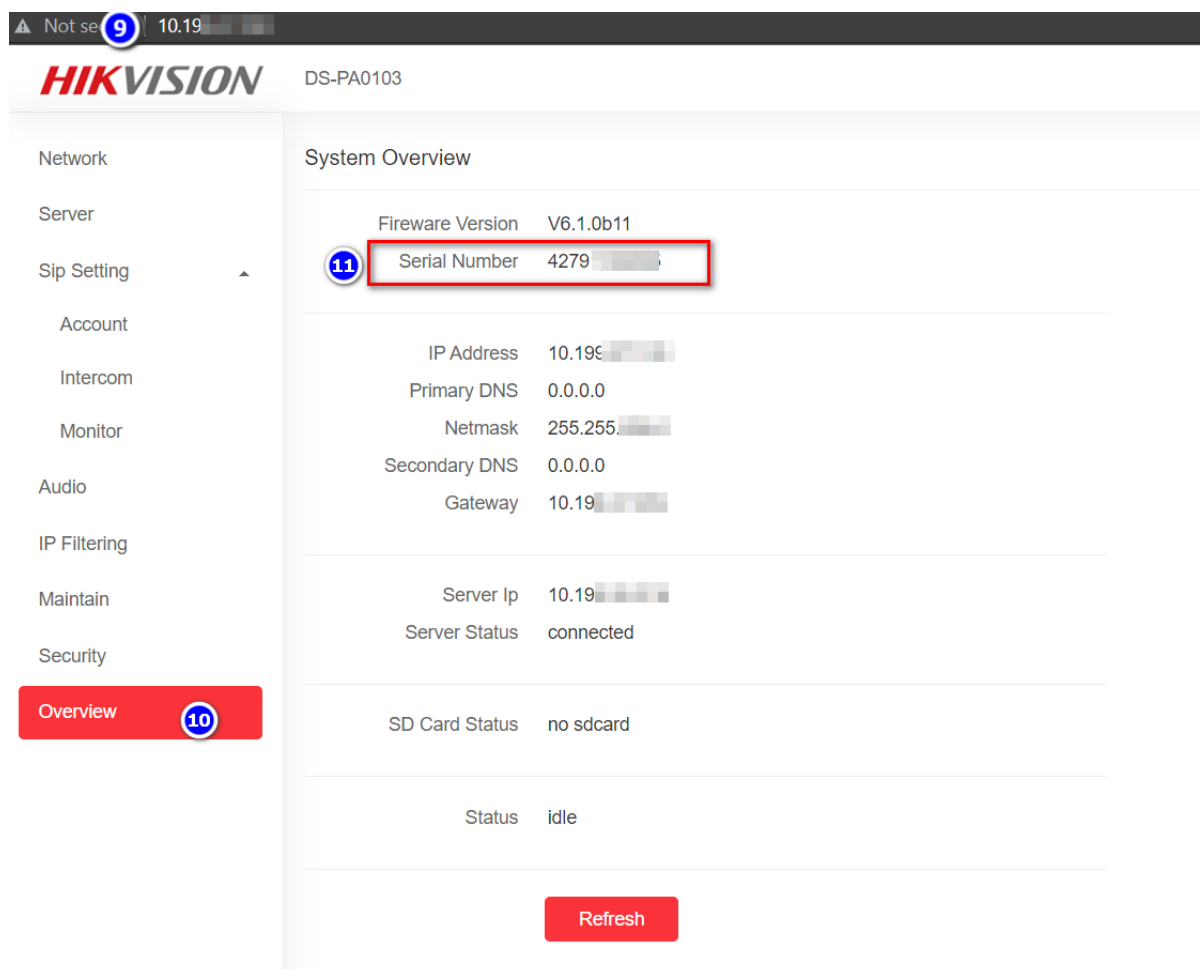 Not se 9 10.19
HIKVISION DS-PA0103
Network
Server
Sip Setting
Account
Intercom
Monitor
Audio
IP Filtering
Maintain
Security
Overview 10
System Overview
Fireware Version V6.1.0b11
11 Serial Number 4279
IP Address 10.199
Primary DNS 0.0.0.0
Netmask 255.255.
Secondary DNS 0.0.0.0
Gateway 10.19
Server Ip 10.19
Server Status connected
SD Card Status no sdcard
Status idle
Refresh